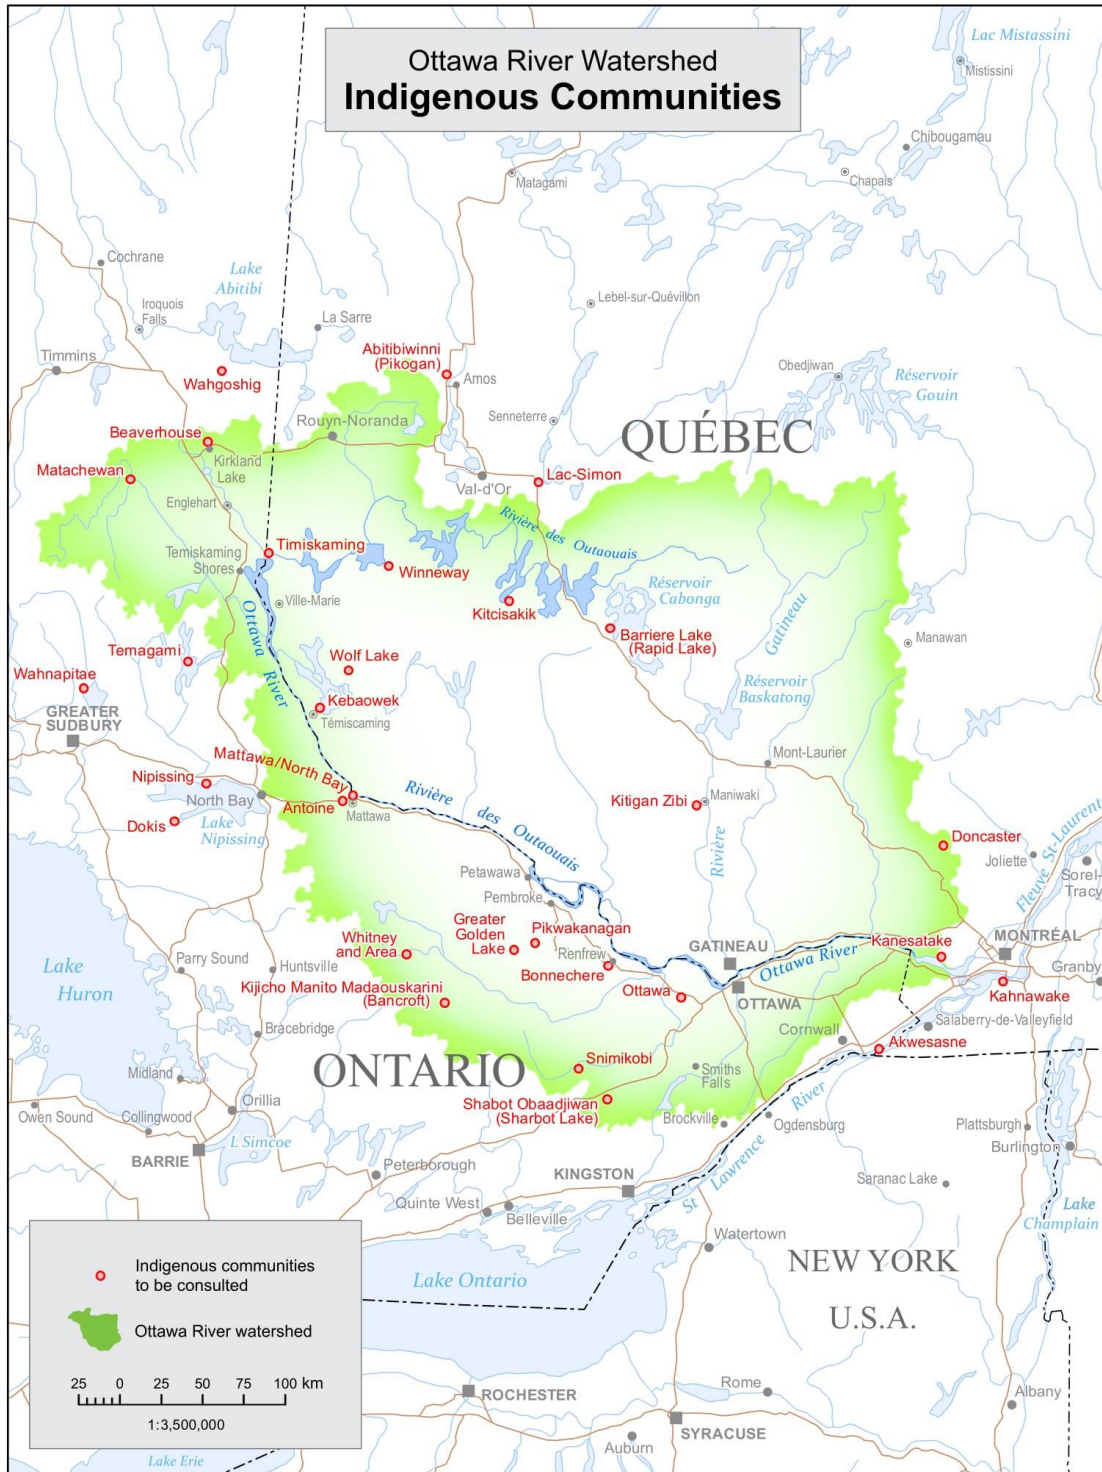 Ottawa River Watershed
Indigenous Communities
Lac Mistassini
Mistissini
Chibougamau
Chapais
Matagami
Cochrane
Lake
Abitibi
Iroquois
Falls
La Sarre
Lebel-sur-Quévillon
Timmins
Wahgoshig
Abitibiwinni
(Pikogan)
Amos
Obedjiwan
Réservoir
Gouin
Senneterre
QUÉBEC
Beaverhouse
Rouyn-Noranda
Kirkland
Lake
Matachewan
Val-d'Or
Lac-Simon
Englehart
Rivière des Outaouais
Temiskaming
Shores
Timiskaming
Winneway
Ville-Marie
Kitcisakik
Réservoir
Cabonga
Barriere Lake
(Rapid Lake)
Gatineau
Manawan
Ottawa River
Temagami
Wolf Lake
Wahnapitae
Kebaowek
Témiscaming
Réservoir
Baskatong
GREATER
SUDBURY
Mont-Laurier
Mattawa/North Bay
Nipissing
North Bay
Antoine
Mattawa
Rivière des Outaouais
Kitigan Zibi
Maniwaki
Dokis
Lake
Nipissing
Rivière
Doncaster
Joliette
Fleuve St-Laurent
Sorel-
Tracy
Petawawa
Pembroke
Greater
Golden
Lake
Pikwakanagan
Whitney
and Area
Renfrew
Bonnechere
GATINEAU
Ottawa River
Kanesatake
MONTRÉAL
Granby
Lake
Huron
Parry Sound
Huntsville
Kijicho Manito Madaouskarini
(Bancroft)
Ottawa
OTTAWA
Kahnawake
Salaberry-de-Valleyfield
Cornwall
Akwesasne
Bracebridge
ONTARIO
Snimikobi
Smiths
Falls
Midland
Shabot Obaadjiwan
(Sharbot Lake)
Brockville
River
Ogdensburg
Owen Sound
Collingwood
Orillia
L Simcoe
Plattsburgh
Burlington
BARRIE
Peterborough
KINGSTON
St Lawrence
Saranac Lake
Quinte West
Belleville
Lake
Champlain
Watertown
NEW YORK
U.S.A.
Lake Ontario
Indigenous communities
to be consulted
Ottawa River watershed
25 0 25 50 75 100 km
1:3,500,000
ROCHESTER
Rome
Albany
SYRACUSE
Auburn
Lake Erie